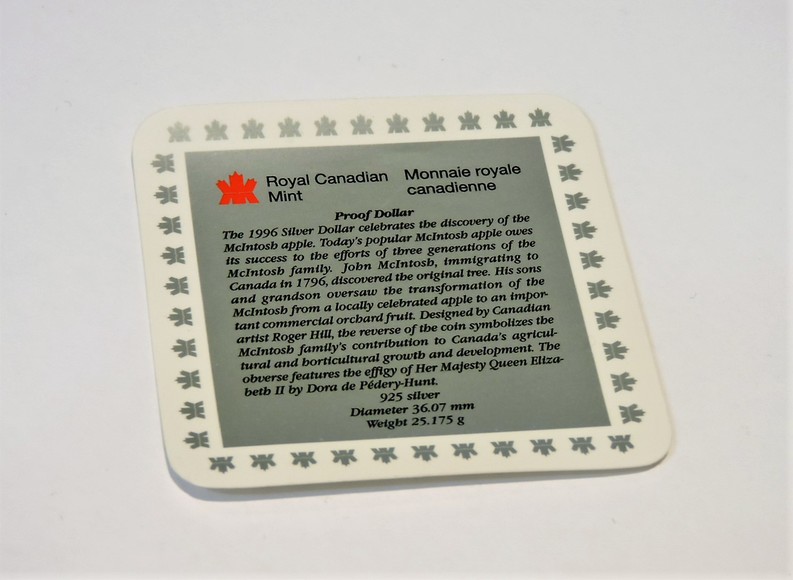 Royal Canadian Mint
Monnaie royale canadienne
Proof Dollar
The 1996 Silver Dollar celebrates the discovery of the
McIntosh apple. Today's popular McIntosh apple owes
its success to the efforts of three generations of the
McIntosh family. John McIntosh, immigrating to
Canada in 1796, discovered the original tree. His sons
and grandson oversaw the transformation of the
McIntosh from a locally celebrated apple to an impor-
tant commercial orchard fruit. Designed by Canadian
artist Roger Hill, the reverse of the coin symbolizes the
McIntosh family's contribution to Canada's agricul-
tural and horticultural growth and development. The
obverse features the effigy of Her Majesty Queen Eliza-
beth II by Dora de Pédery-Hunt.
925 silver
Diameter 36.07 mm
Weight 25.175 g